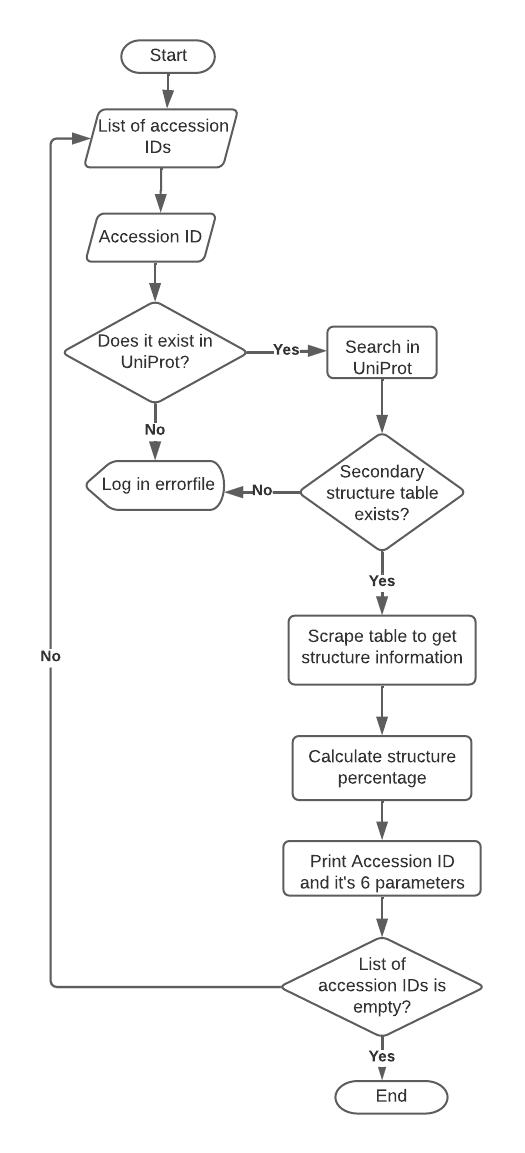 Start
List of accession
IDs
Accession ID
Does it exist in
UniProt?
Yes
Search in
UniProt
No
Log in errorfile
No
Secondary
structure table
exists?
Yes
Scrape table to get
structure information
No
Calculate structure
percentage
Print Accession ID
and it's 6 parameters
List of
accession IDs is
empty?
Yes
End